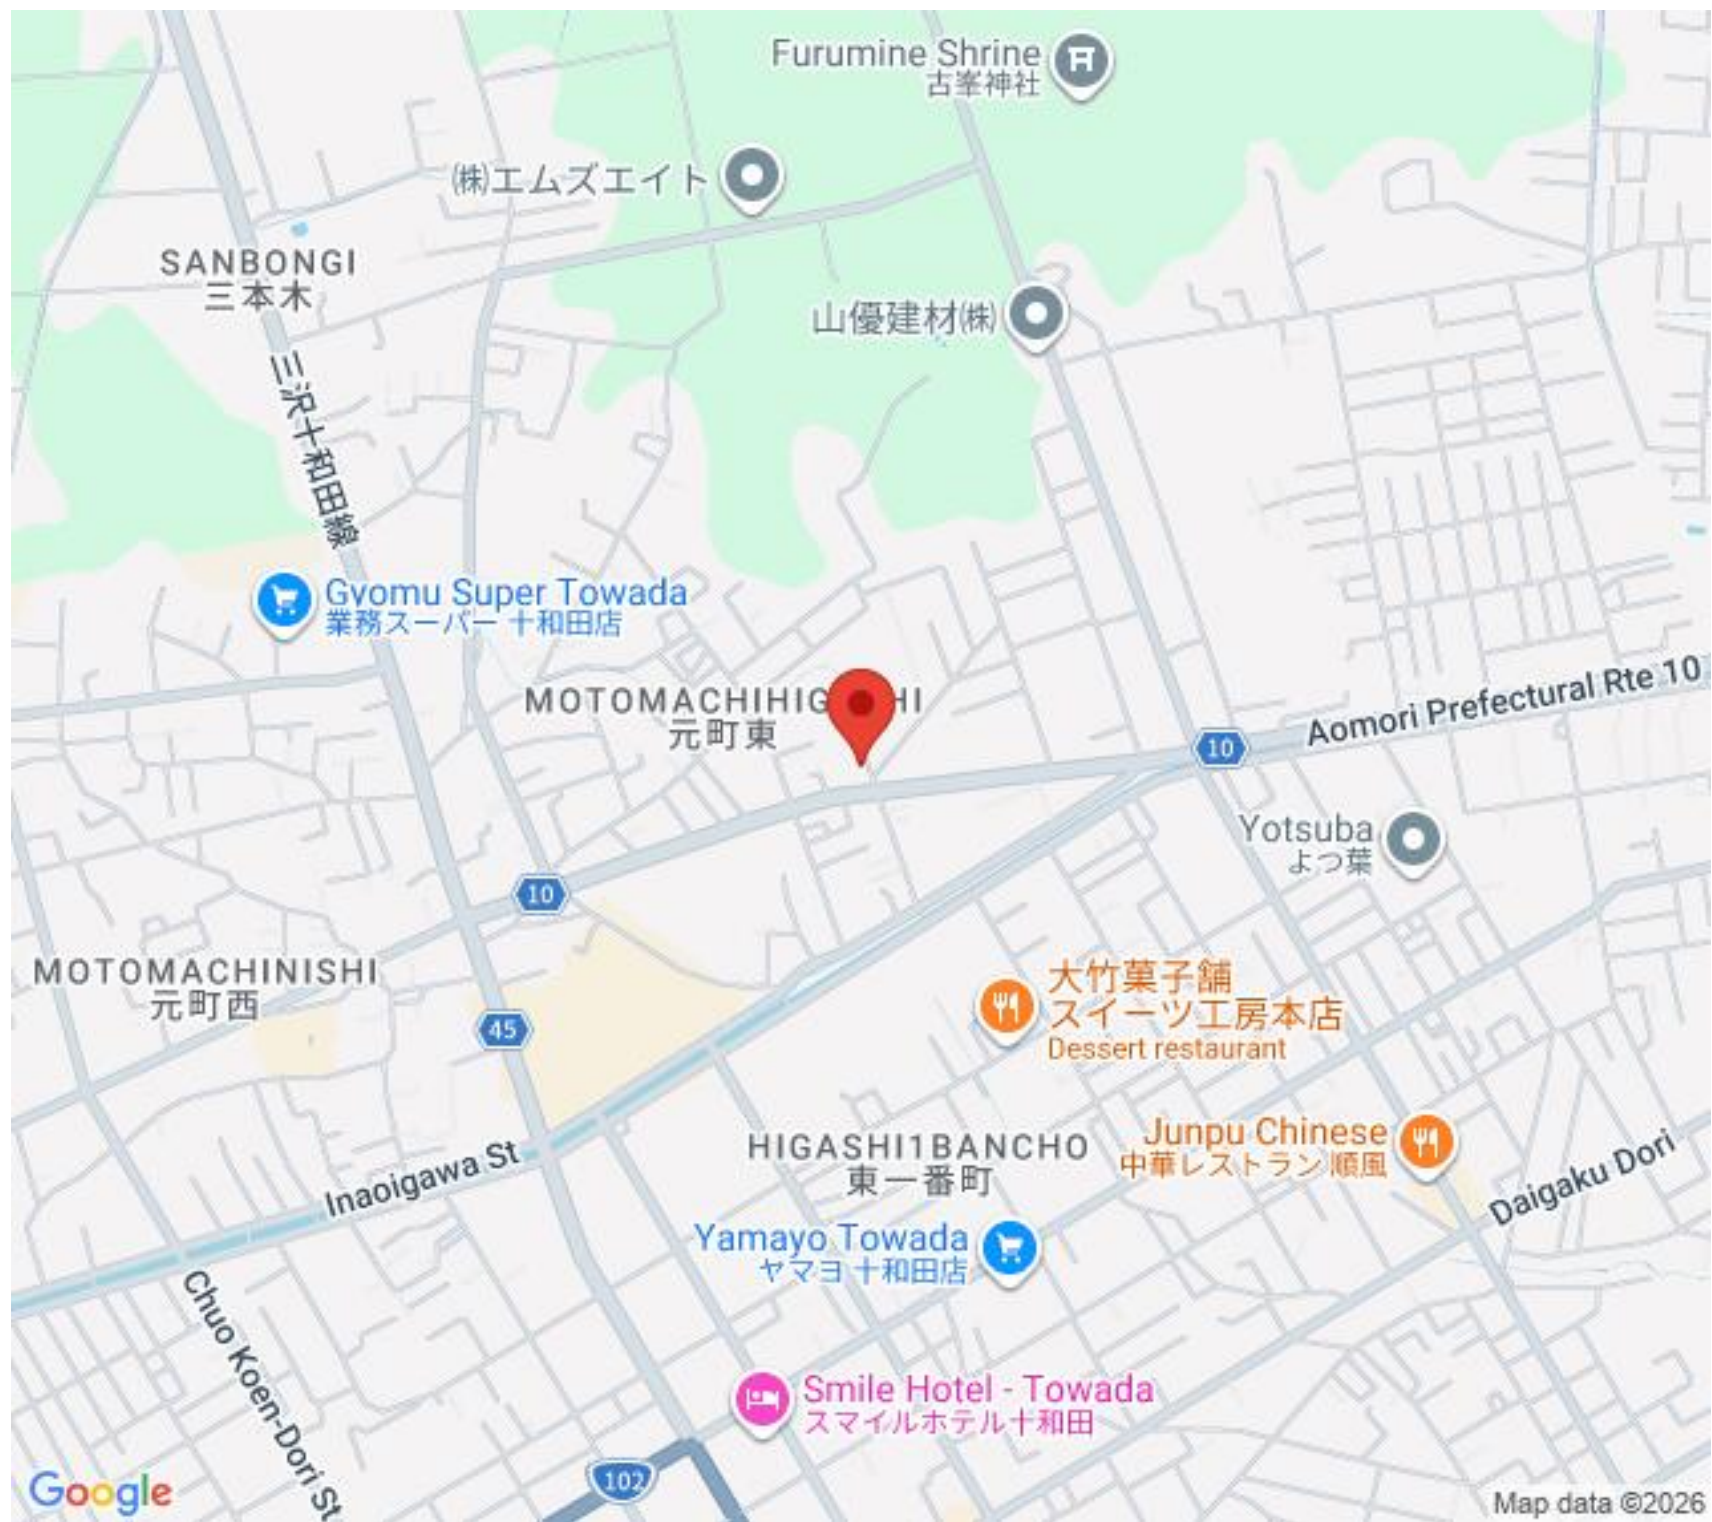 Furumine Shrine
古峯神社
㈱エムズエイト
SANBONGI
三本木
山優建材㈱
三沢十和田線
Gyomu Super Towada
業務スーパー 十和田店
MOTOMACHIHIG HI
元町東
Aomori Prefectural Rte 10
10
Yotsuba
よつ葉
10
MOTOMACHINISHI
元町西
大竹菓子舗
スイーツ工房本店
Dessert restaurant
45
Junpu Chinese
中華レストラン 順風
HIGASHI1BANCHO
東一番町
Inaoigawa St
Daigaku Dori
Yamayo Towada
ヤマヨ 十和田店
Chuo Koen-Dori St
Smile Hotel - Towada
スマイルホテル十和田
102
Google
Map data ©2026